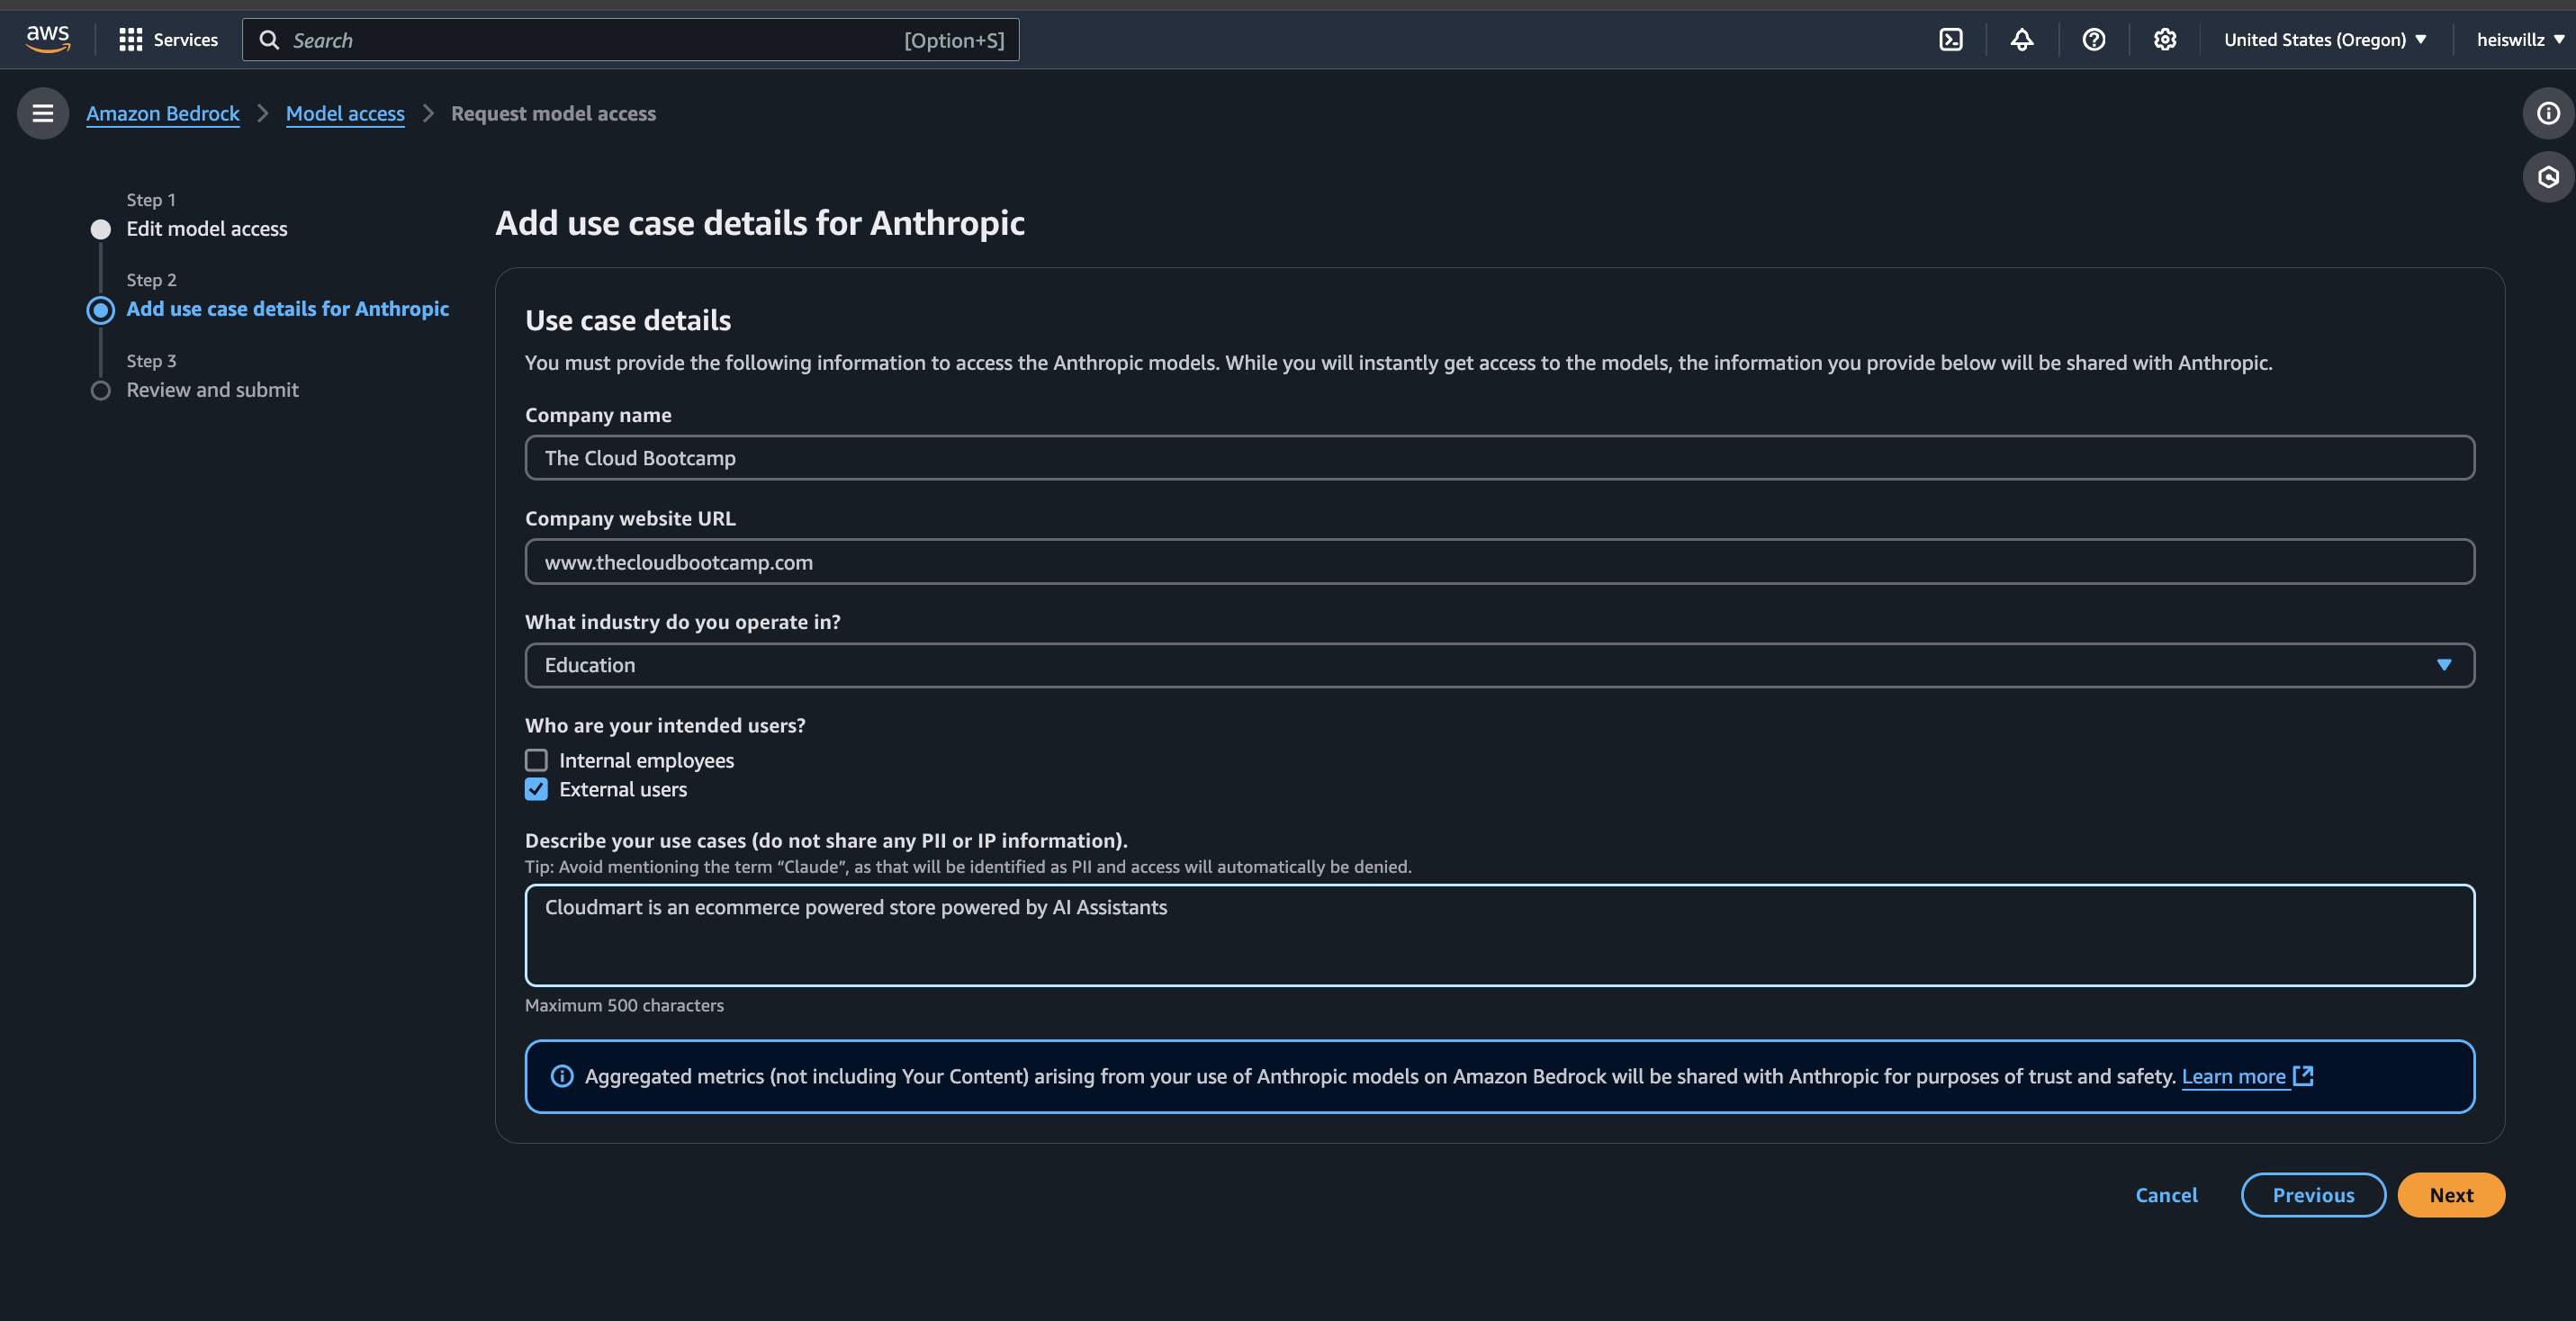 aws
Services
Search
[Option+S]
United States (Oregon)
heiswillz
Amazon Bedrock
Model access
Request model access
Step 1
Edit model access
Step 2
Add use case details for Anthropic
Step 3
Review and submit
Add use case details for Anthropic
Use case details
You must provide the following information to access the Anthropic models. While you will instantly get access to the models, the information you provide below will be shared with Anthropic.
Company name
The Cloud Bootcamp
Company website URL
www.thecloudbootcamp.com
What industry do you operate in?
Education
Who are your intended users?
Internal employees
External users
Describe your use cases (do not share any PII or IP information).
Tip: Avoid mentioning the term “Claude”, as that will be identified as PII and access will automatically be denied.
Cloudmart is an ecommerce powered store powered by AI Assistants
Maximum 500 characters
Aggregated metrics (not including Your Content) arising from your use of Anthropic models on Amazon Bedrock will be shared with Anthropic for purposes of trust and safety. Learn more
Cancel
Previous
Next